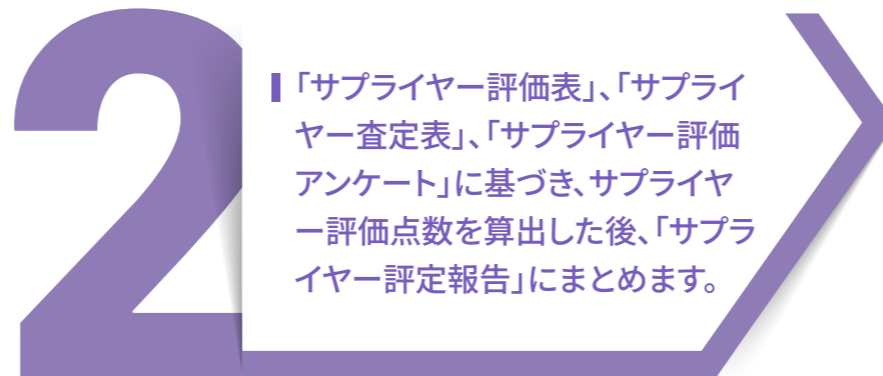 2
「サプライヤー評価表」、「サプライ
ヤー査定表」、「サプライヤー評価
アンケート」に基づき、サプライヤ
ー評価点数を算出した後、「サプラ
イヤー評定報告」にまとめます。